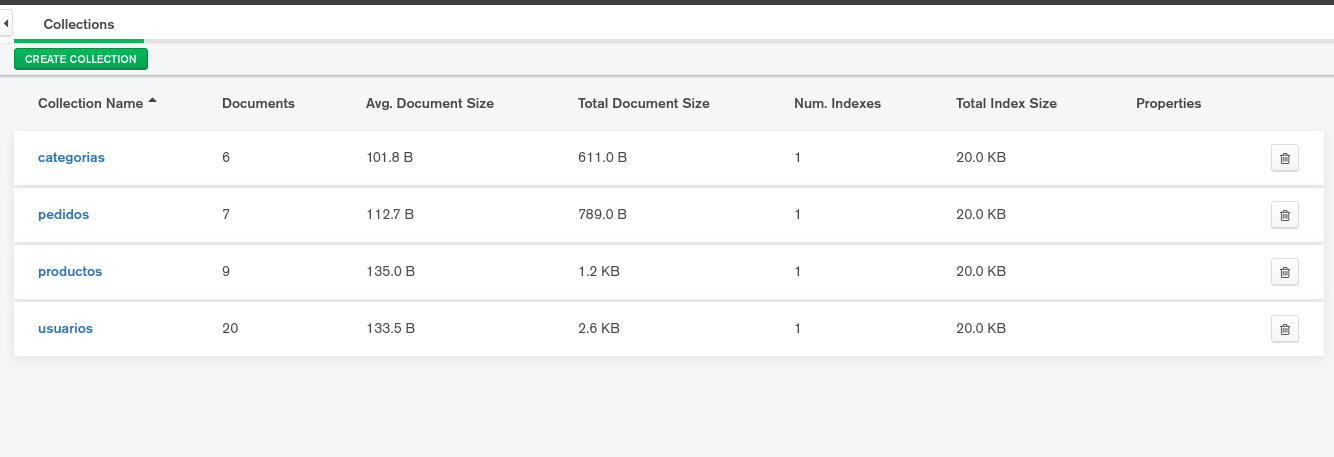 Collections
CREATE COLLECTION
Collection Name Documents Avg. Document Size Total Document Size Num. Indexes Total Index Size Properties
categorias 6 101.8 B 611.0 B 1 20.0 KB
pedidos 7 112.7 B 789.0 B 1 20.0 KB
productos 9 135.0 B 1.2 KB 1 20.0 KB
usuarios 20 133.5 B 2.6 KB 1 20.0 KB